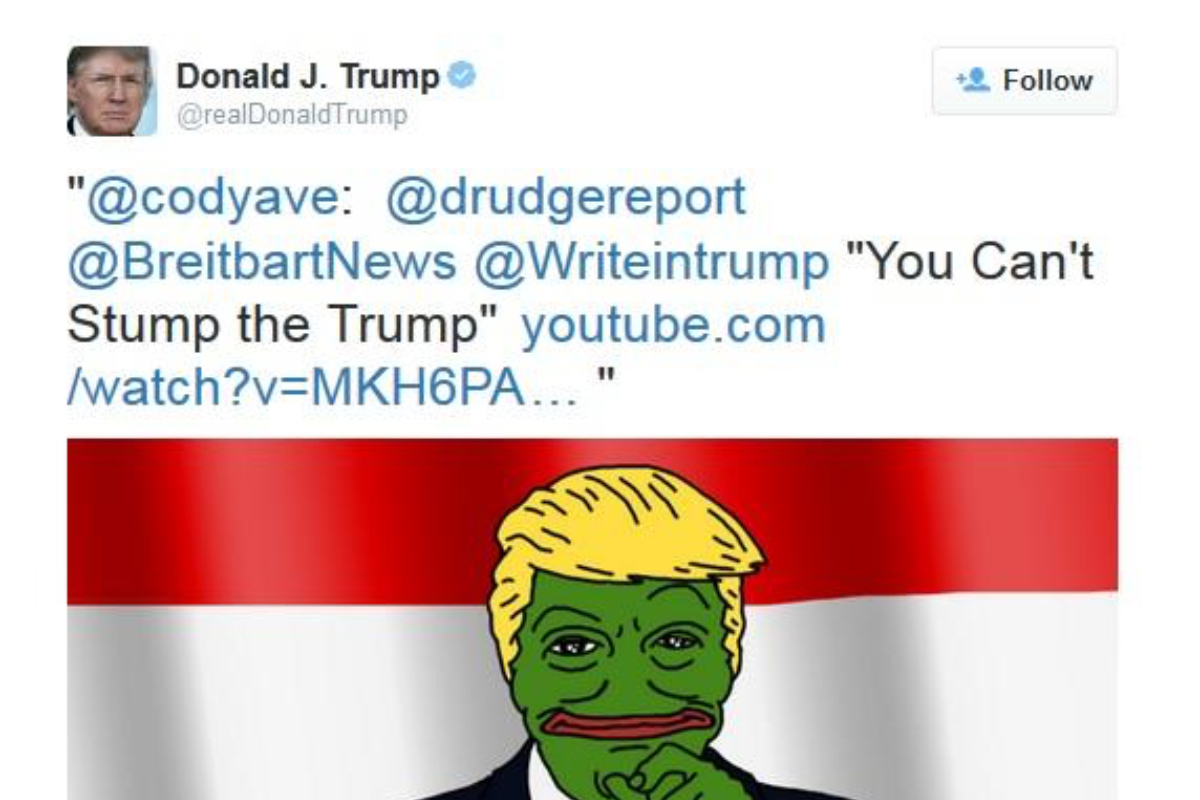 Donald J. Trump
@realDonaldTrump
Follow
"@codyave: @drudgereport
@BreitbartNews @Writeintrump "You Can't
Stump the Trump" youtube.com
/watch?v=MKH6PA... "